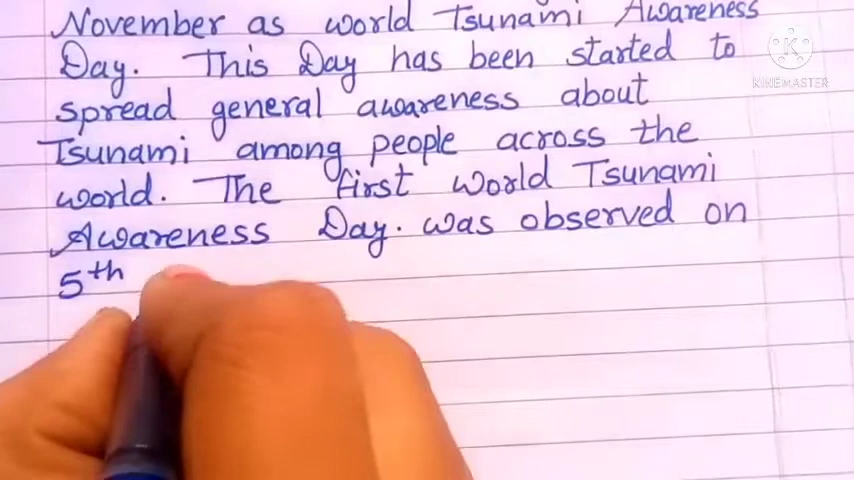 November as world Tsunami Awareness
Day. This Day has been started to
spread general awareness about
Tsunami among people across the
world. The first world Tsunami
Awareness Day. was observed on
5th
KINEMASTER